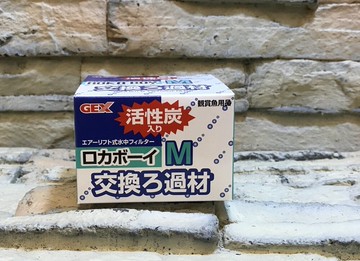 GEX
活性炭
入り
観賞魚用品
エアーリフト式水中フィルター
ロカボーイ M
交換ろ過材